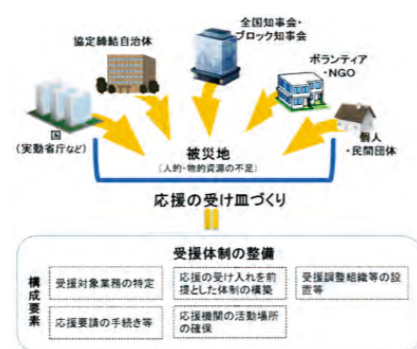 全国知事会・
ブロック知事会
協定締結自治体
ボランティア
・NGO
国
(実動省庁など)
被災地
(人的・物的資源の不足)
個人
・民間団体
応援の受け皿づくり
受援体制の整備
構成要素
受援対象業務の特定
応援の受け入れを前
提とした体制の構築
受援調整組織等の設
置等
応援要請の手続き等
応援機関の活動場所
の確保